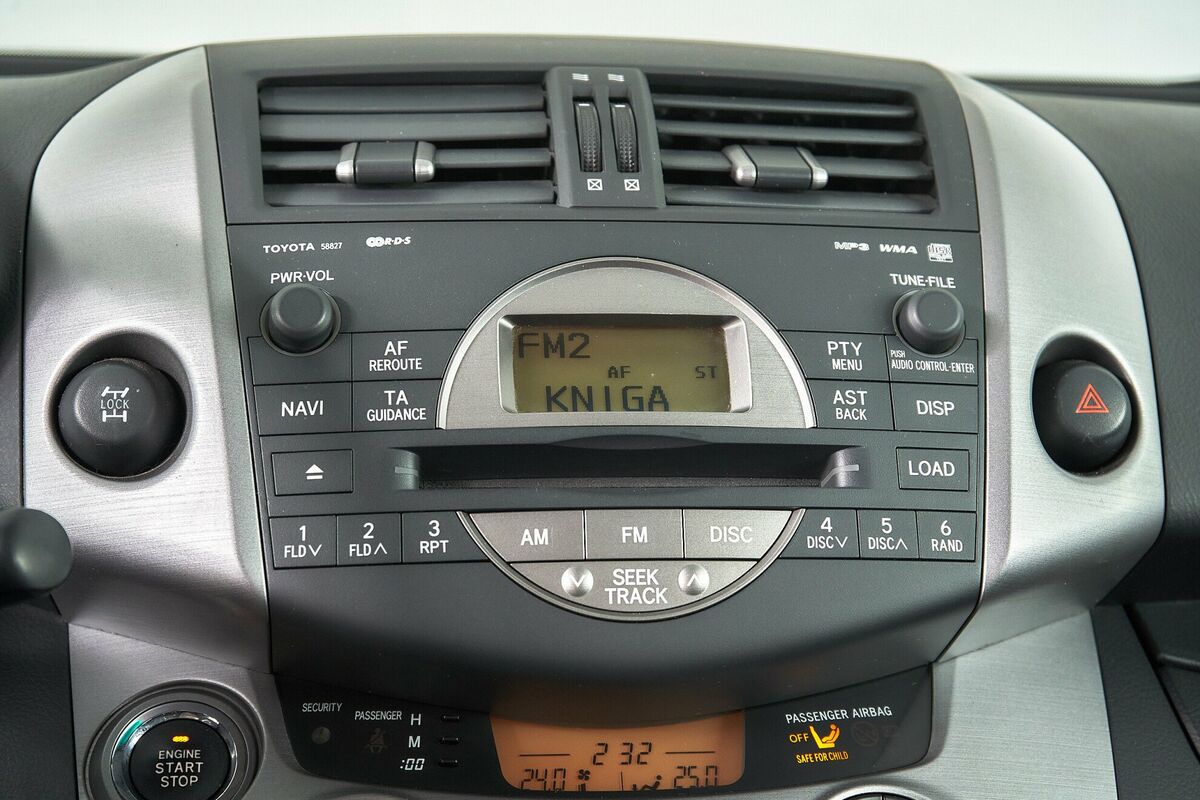 TOYOTA 58827
R·D·S
MP3 WMA
PWR·VOL
TUNE·FILE
AF
REROUTE
NAVI
TA
GUIDANCE
FM2
AF ST
KNIGA
PTY
MENU
PUSH
AUDIO CONTROL·ENTER
AST
BACK
DISP
LOCK
LOAD
1
FLD
2
FLD
3
RPT
AM
FM
DISC
4
DISC
5
DISC
6
RAND
SEEK
TRACK
SECURITY
PASSENGER
H
M
:00
2 32
24.0 25.0
PASSENGER AIRBAG
OFF
SAFE FOR CHILD
ENGINE
START
STOP